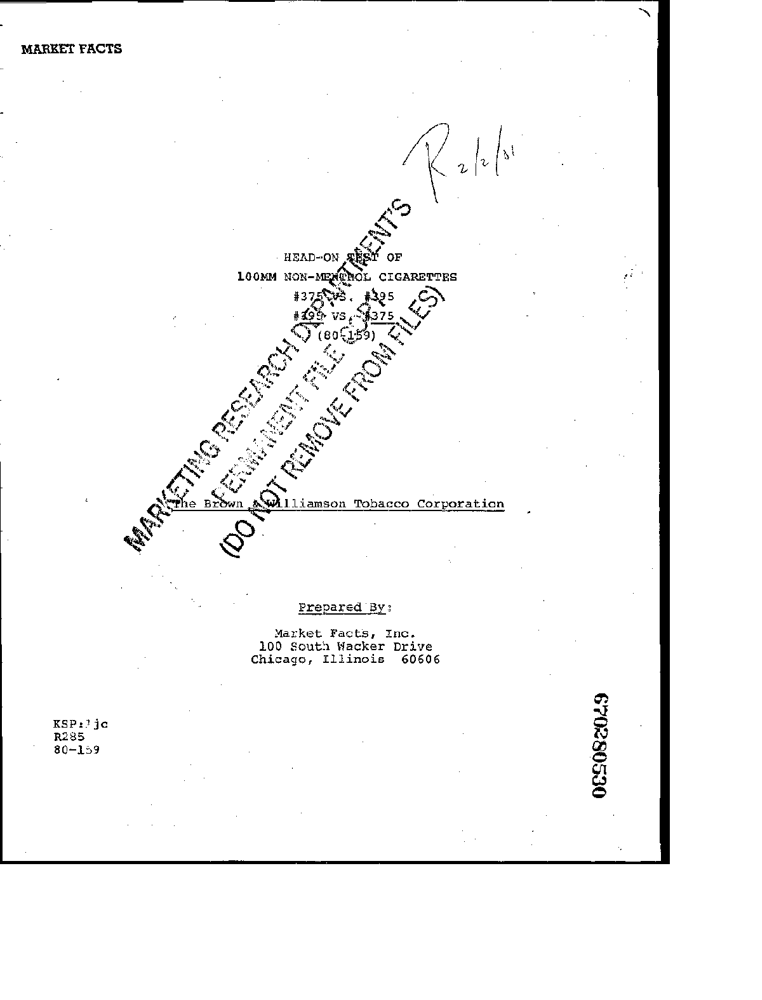 MARKET FACTS
R 2/2/81
HEAD-ON TEST OF
100MM NON-MENTHOL CIGARETTES
#375 VS. #395
#395 VS. #375
(80-159)
MARKETING RESEARCH DEPARTMENT'S
PERMANENT FILE COPY
(DO NOT REMOVE FROM FILES)
The Brown & Williamson Tobacco Corporation
Prepared By:
Market Facts, Inc.
100 South Wacker Drive
Chicago, Illinois 60606
KSP:ljc
R285
80-159
670280530